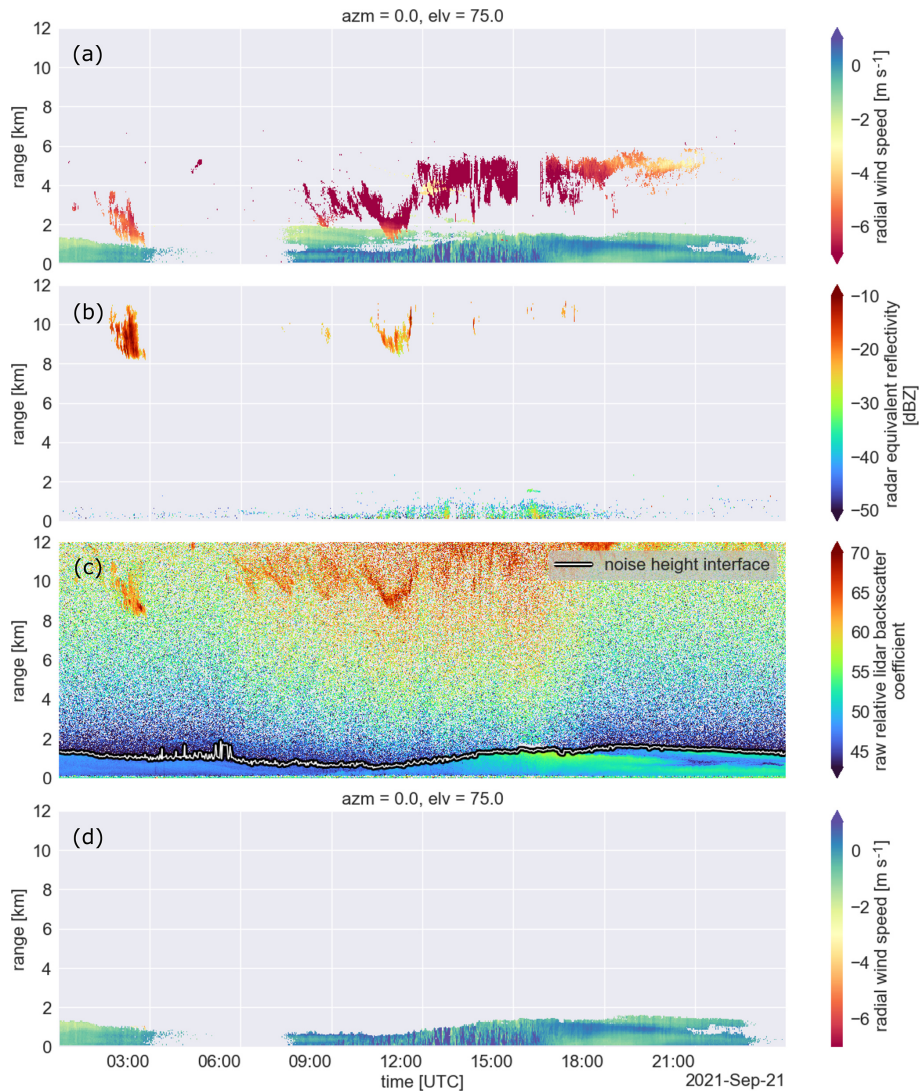 azm = 0.0, elv = 75.0
(a)
12
10
8
6
4
2
0
range [km]
0
−2
−4
−6
radial wind speed [m s⁻¹]
(b)
12
10
8
6
4
2
0
range [km]
−10
−20
−30
−40
−50
radar equivalent reflectivity
[dBZ]
(c)
noise height interface
12
10
8
6
4
2
0
range [km]
70
65
60
55
50
45
raw relative lidar backscatter
coefficient
azm = 0.0, elv = 75.0
(d)
12
10
8
6
4
2
0
range [km]
0
−2
−4
−6
radial wind speed [m s⁻¹]
03:00 06:00 09:00 12:00 15:00 18:00 21:00
time [UTC]
2021-Sep-21